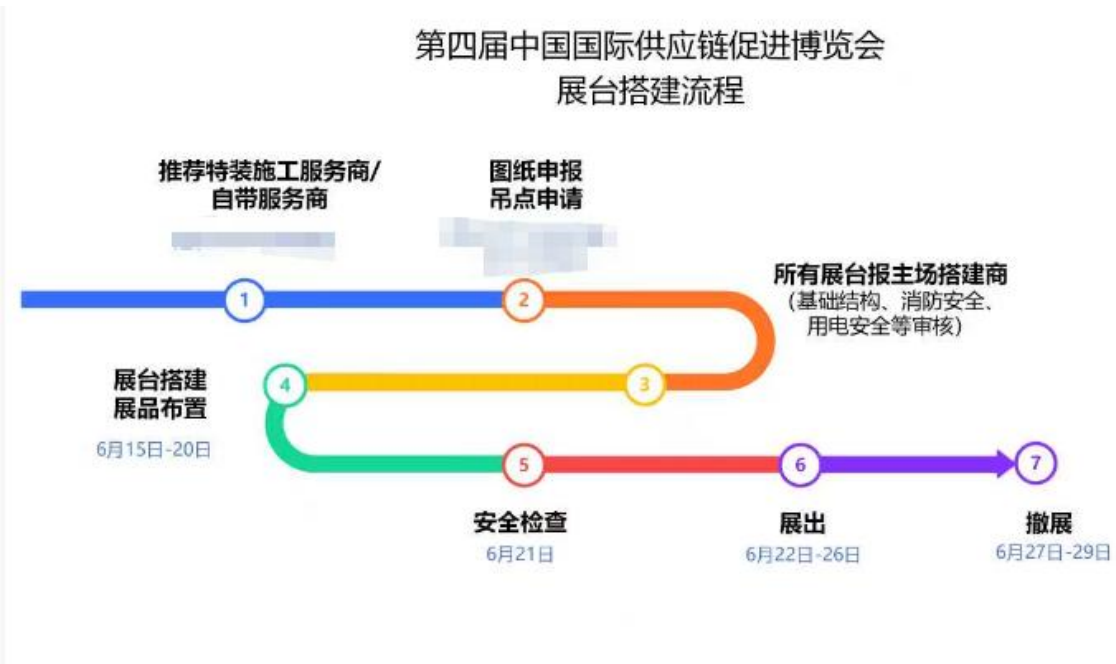 第四届中国国际供应链促进博览会
展台搭建流程
推荐特装施工服务商/
自带服务商
图纸申报
吊点申请
所有展台报主场搭建商
（基础结构、消防安全、
用电安全等审核）
1
2
3
4
展台搭建
展品布置
6月15日-20日
5
6
7
安全检查
6月21日
展出
6月22日-26日
撤展
6月27日-29日